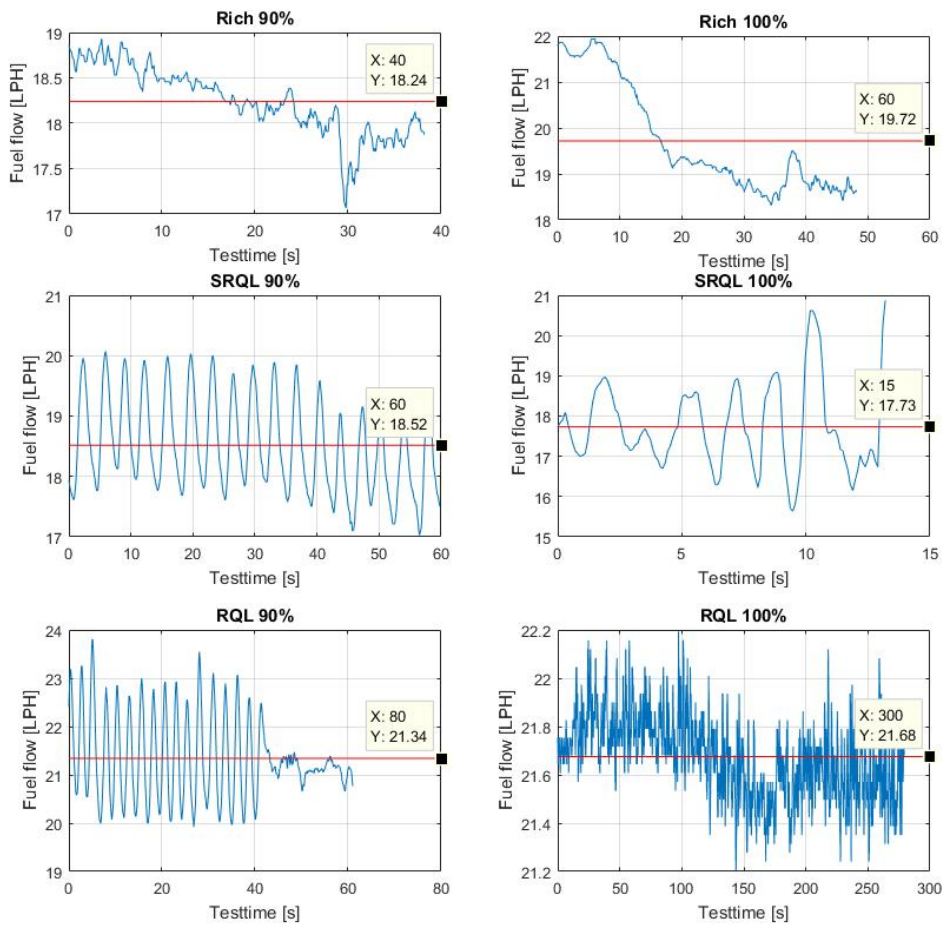 Rich 90%
Fuel flow [LPH]
19
18.5
18
17.5
17
X: 40
Y: 18.24
0 10 20 30 40
Testtime [s]
Rich 100%
Fuel flow [LPH]
22
21
20
19
18
X: 60
Y: 19.72
0 10 20 30 40 50 60
Testtime [s]
SRQL 90%
Fuel flow [LPH]
21
20
19
18
17
X: 60
Y: 18.52
0 10 20 30 40 50 60
Testtime [s]
SRQL 100%
Fuel flow [LPH]
21
20
19
18
17
16
15
X: 15
Y: 17.73
0 5 10 15
Testtime [s]
RQL 90%
Fuel flow [LPH]
24
23
22
21
20
19
X: 80
Y: 21.34
0 20 40 60 80
Testtime [s]
RQL 100%
Fuel flow [LPH]
22.2
22
21.8
21.6
21.4
21.2
X: 300
Y: 21.68
0 50 100 150 200 250 300
Testtime [s]